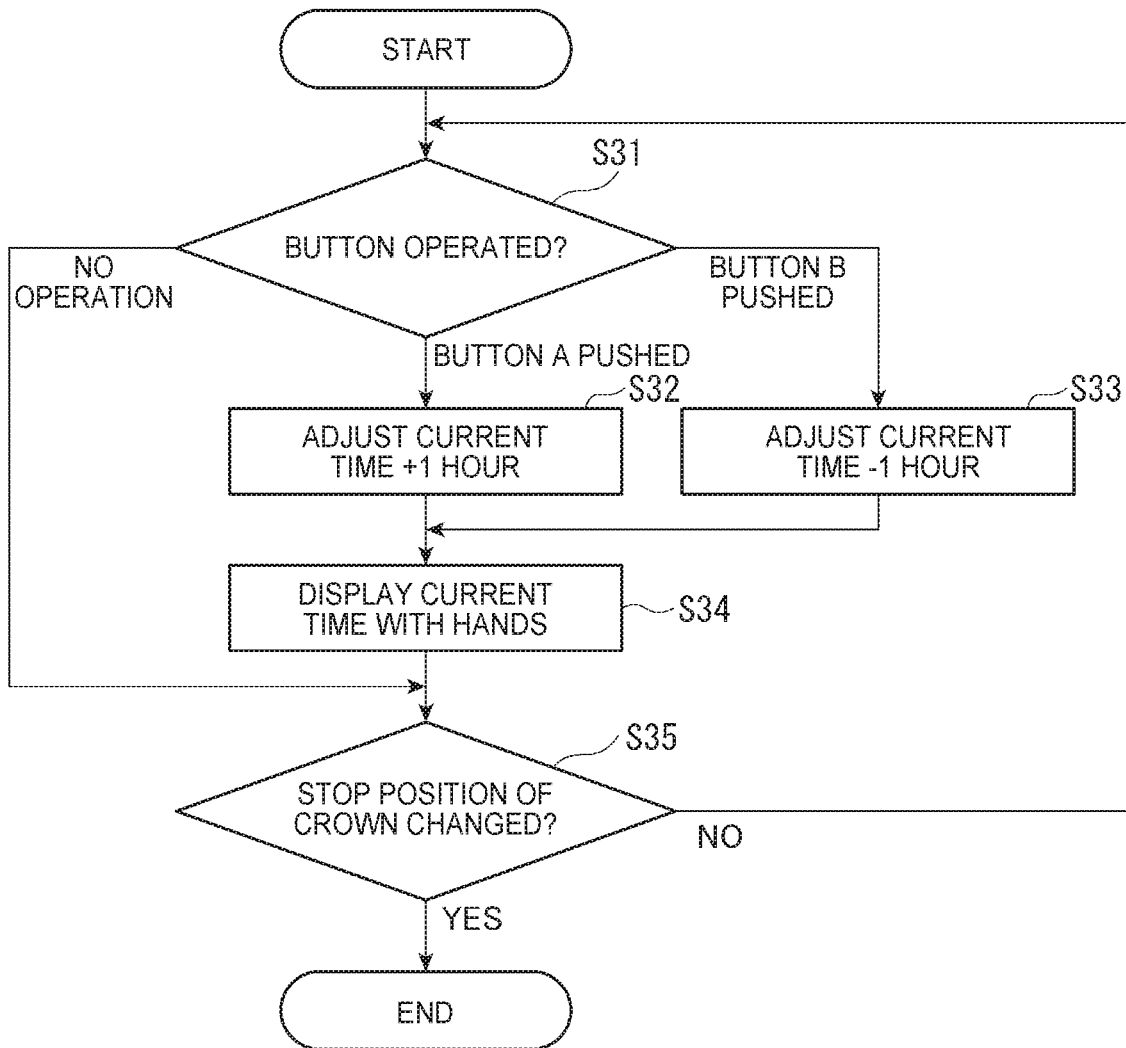 START
S31
BUTTON OPERATED?
NO
OPERATION
BUTTON B
PUSHED
BUTTON A PUSHED
S32
S33
ADJUST CURRENT
TIME +1 HOUR
ADJUST CURRENT
TIME -1 HOUR
DISPLAY CURRENT
TIME WITH HANDS
S34
S35
STOP POSITION OF
CROWN CHANGED?
NO
YES
END